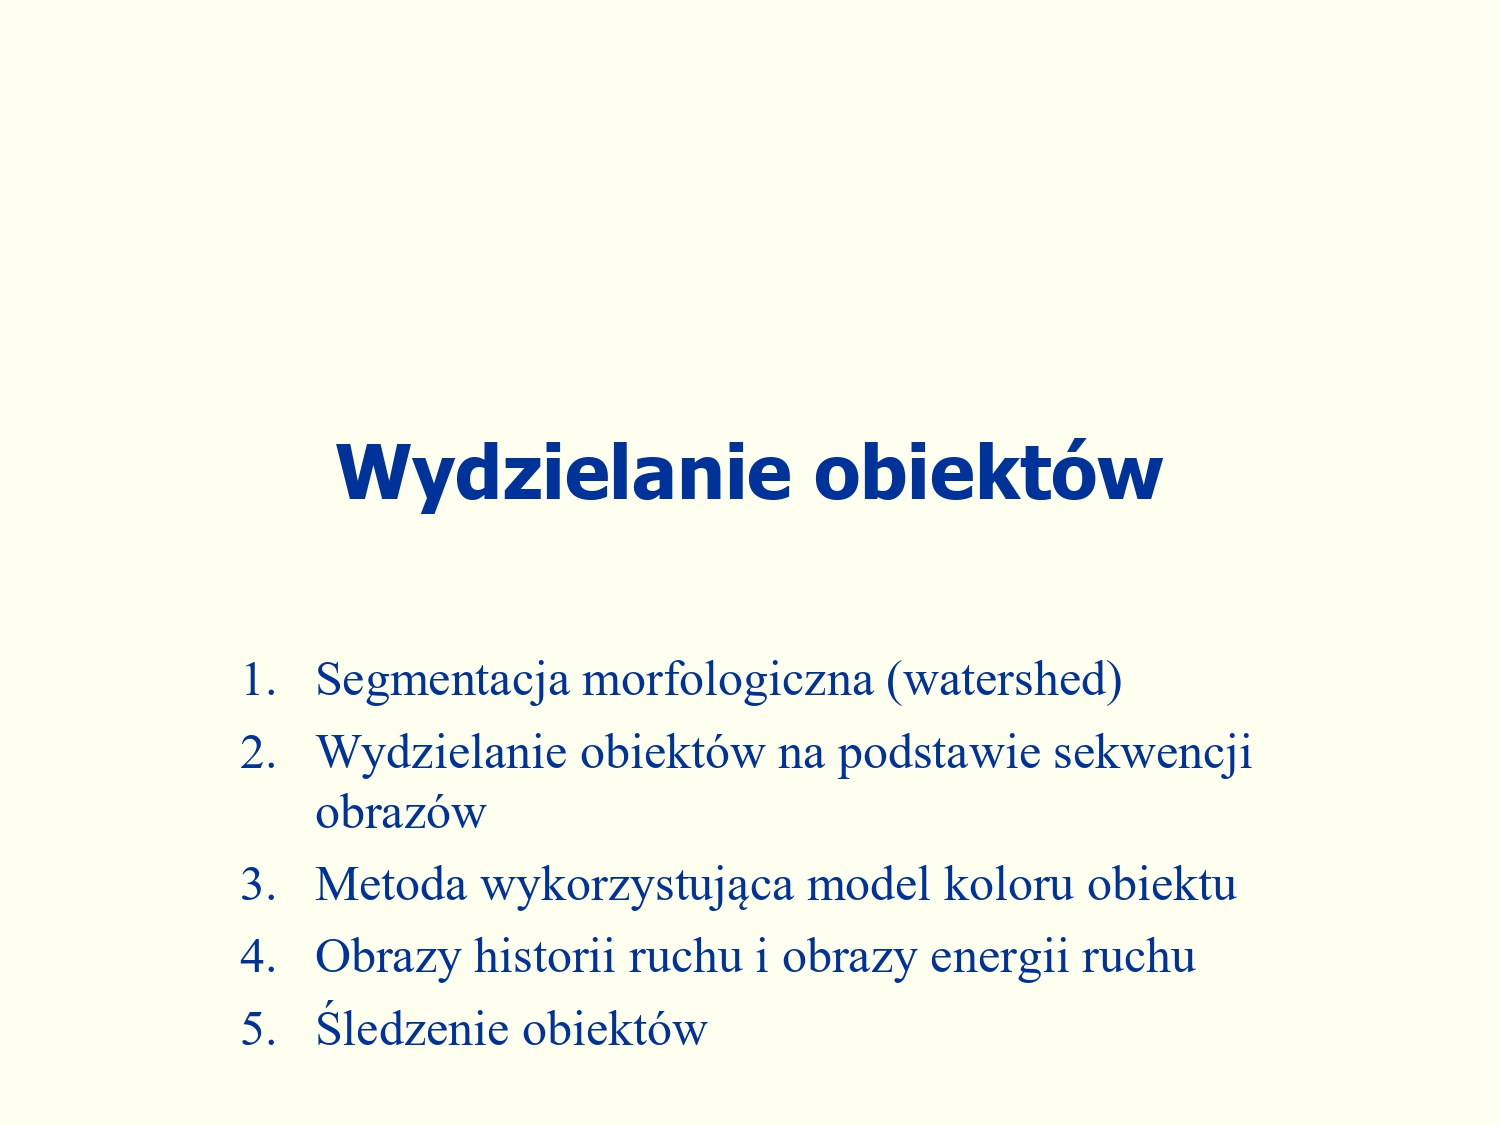 Wydzielanie obiektów
1. Segmentacja morfologiczna (watershed)
2. Wydzielanie obiektów na podstawie sekwencji
obrazów
3. Metoda wykorzystująca model koloru obiektu
4. Obrazy historii ruchu i obrazy energii ruchu
5. Śledzenie obiektów